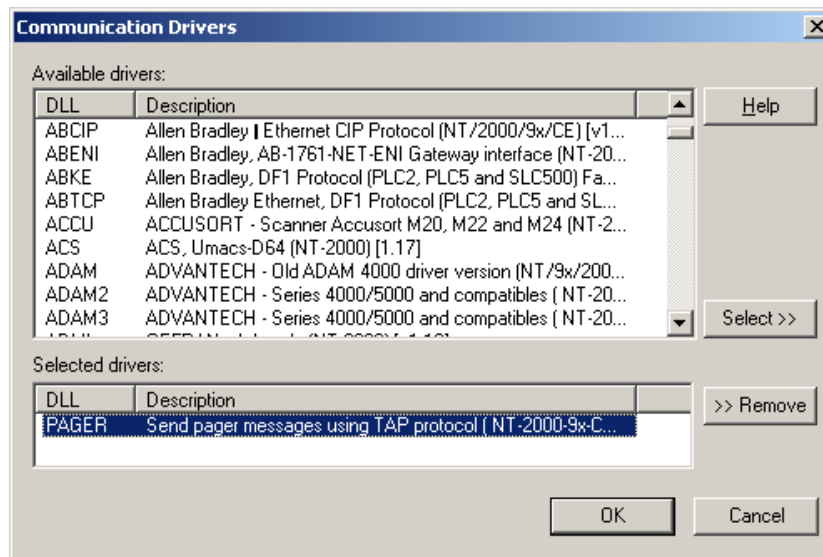 Communication Drivers
Available drivers:
DLL Description
ABCIP Allen Bradley | Ethernet CIP Protocol (NT/2000/9x/CE) [v1...
ABENI Allen Bradley, AB-1761-NET-ENI Gateway interface (NT-20...
ABKE Allen Bradley, DF1 Protocol (PLC2, PLC5 and SLC500) Fa...
ABTCP Allen Bradley Ethernet, DF1 Protocol (PLC2, PLC5 and SL...
ACCU ACCUSORT - Scanner Accusort M20, M22 and M24 (NT-2...
ACS ACS, Umacs-D64 (NT-2000) [1.17]
ADAM ADVANTECH - Old ADAM 4000 driver version (NT/9x/200...
ADAM2 ADVANTECH - Series 4000/5000 and compatibles ( NT-20...
ADAM3 ADVANTECH - Series 4000/5000 and compatibles ( NT-20...
Help
Select >>
Selected drivers:
DLL Description
PAGER Send pager messages using TAP protocol ( NT-2000-9x-C...
>> Remove
OK Cancel